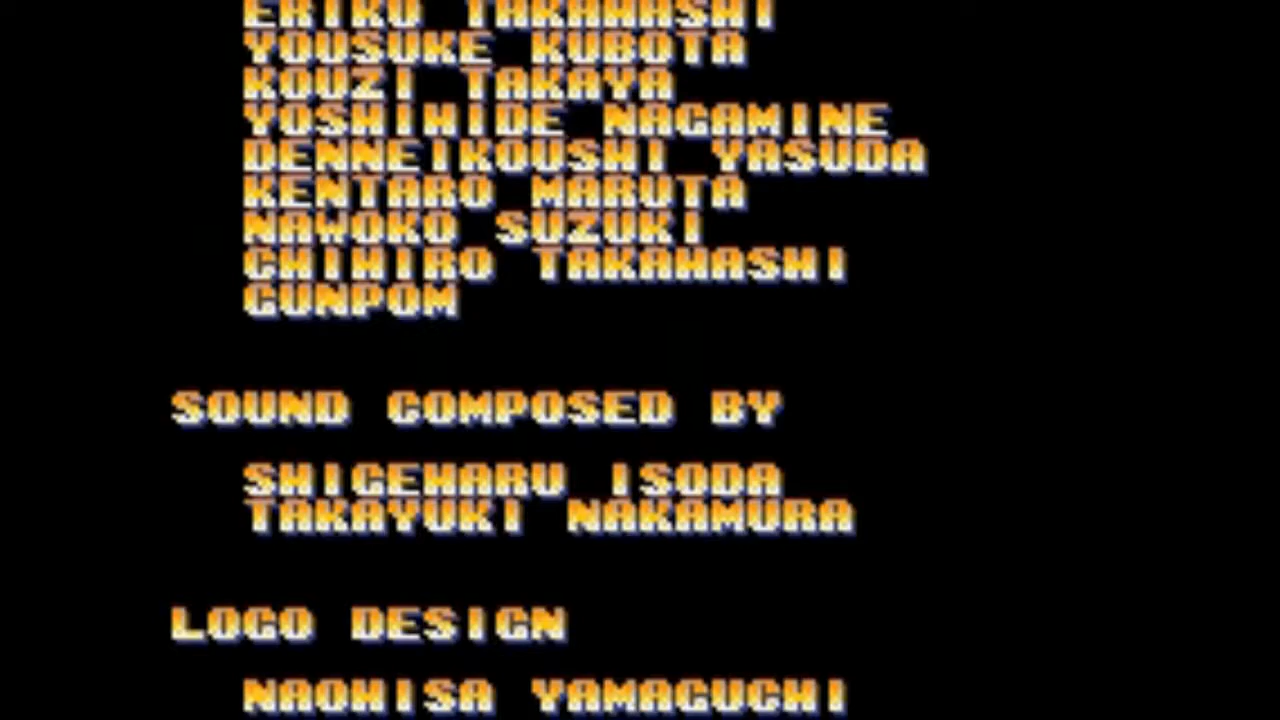 ERIKO TAKAHASHI
YOUSUKE KUBOTA
KOUZI TAKAYA
YOSHIHIDE NAGAMINE
DENNEIKOUSHI YASUDA
KENTARO MARUTA
NAWOKO SUZUKI
CHIHIRO TAKAHASHI
GUNPOM
SOUND COMPOSED BY
SHIGEHARU ISODA
TAKAYUKI NAKAMURA
LOGO DESIGN
NAOHISA YAMAGUCHI